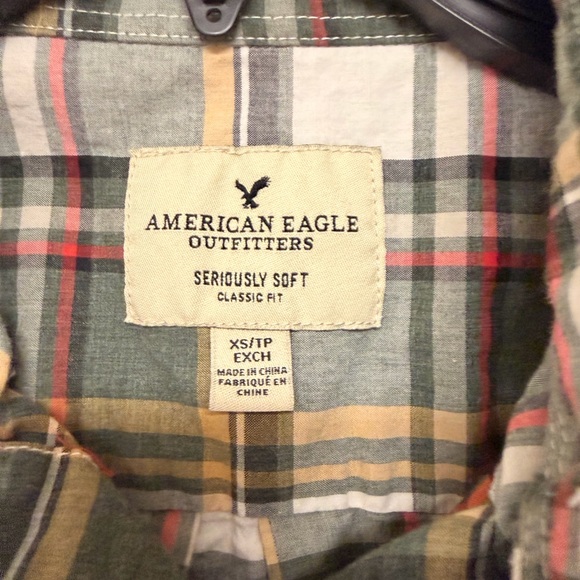 AMERICAN EAGLE
OUTFITTERS
SERIOUSLY SOFT
CLASSIC FIT
XS/TP
EXCH
MADE IN CHINA
FABRIQUÉ EN
CHINE